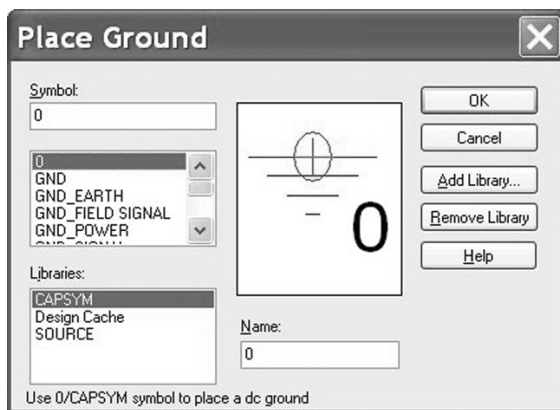 Place Ground
Symbol:
0
0
GND
GND_EARTH
GND_FIELD SIGNAL
GND_POWER
GND_SIGNAL
Libraries:
CAPSYM
Design Cache
SOURCE
0
Name:
0
OK
Cancel
Add Library...
Remove Library
Help
Use 0/CAPSYM symbol to place a dc ground